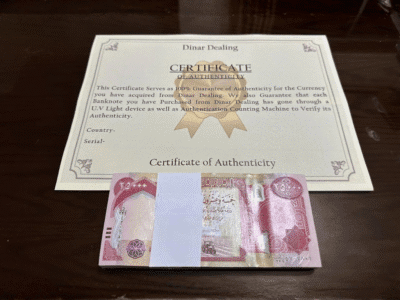 Dinar Dealing
CERTIFICATE
OF AUTHENTICITY
This Certificate Serves as 100% Guarantee of Authenticity for the Currency
you have acquired from Dinar Dealing. We also Guarantee that each
Banknote you have Purchased from Dinar Dealing has gone through a
U.V Light device as well as Authentication Counting Machine to Verify its
Authenticity.
Country:
Serial-
Certificate of Authenticity
٢٥٠٠٠